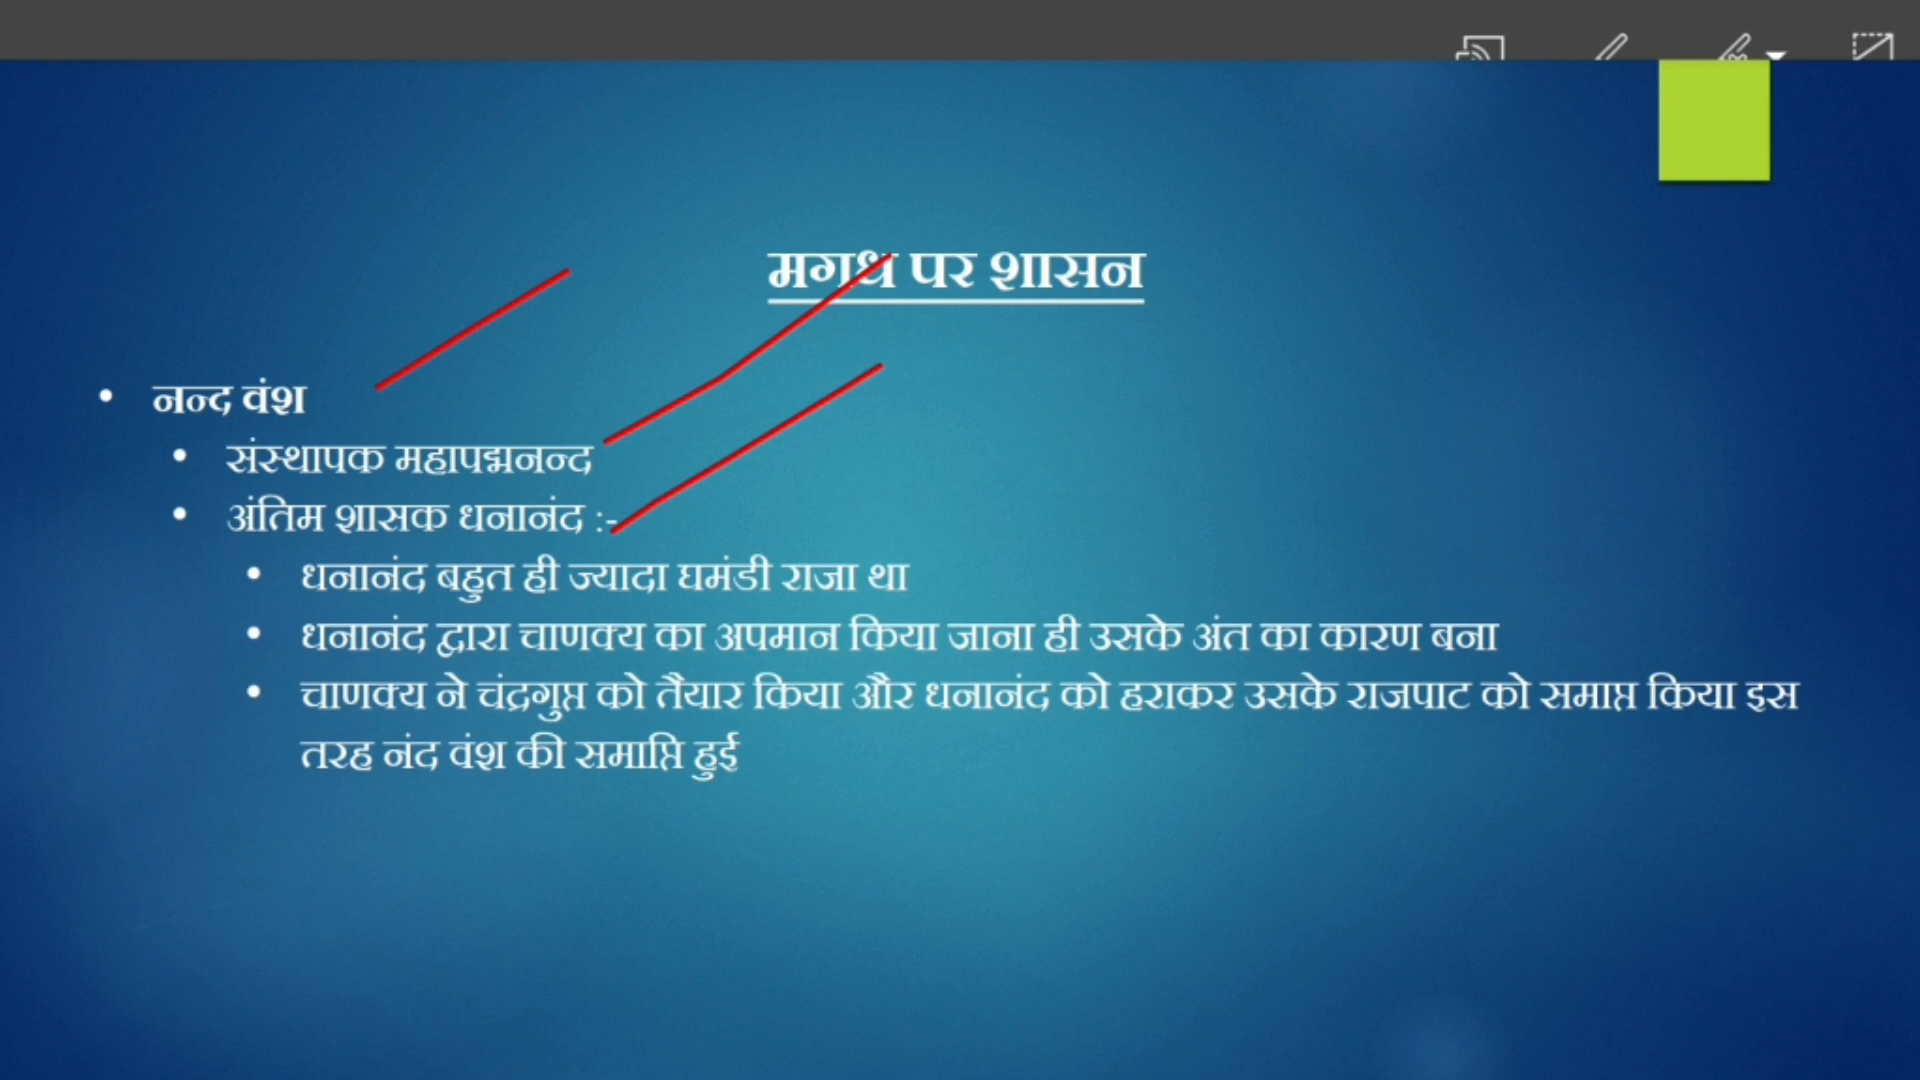 मगध पर शासन
• नन्द वंश
• संस्थापक महापद्मनन्द
• अंतिम शासक धनानंद :-
• धनानंद बहुत ही ज्यादा घमंडी राजा था
• धनानंद द्वारा चाणक्य का अपमान किया जाना ही उसके अंत का कारण बना
• चाणक्य ने चंद्रगुप्त को तैयार किया और धनानंद को हराकर उसके राजपाट को समाप्त किया इस
तरह नंद वंश की समाप्ति हुई